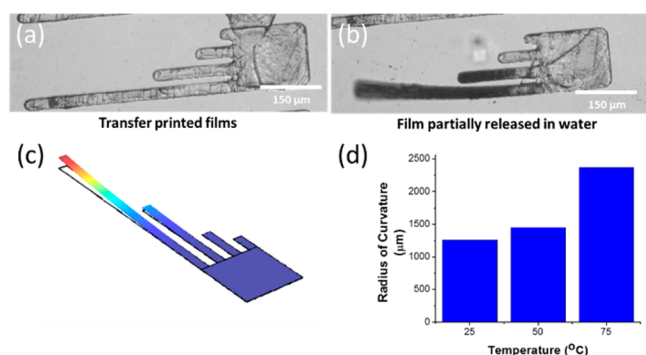 (a)
150 μm
Transfer printed films
(b)
150 μm
Film partially released in water
(c)
(d)
Radius of Curvature
(μm)
2500
2000
1500
1000
500
0
25
50
75
Temperature (°C)